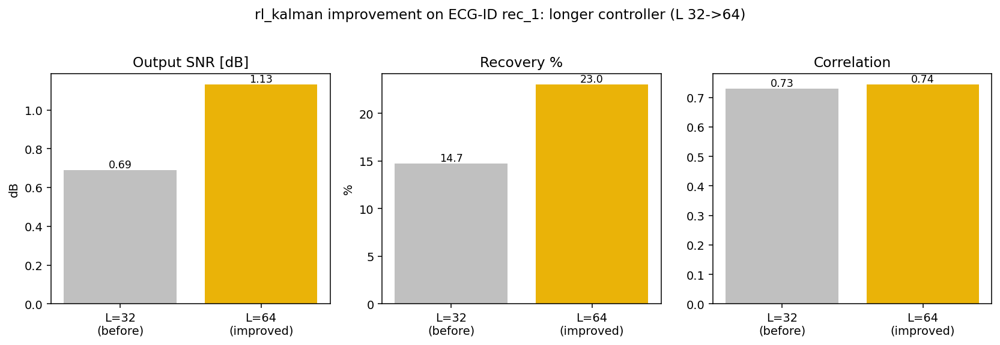 rl_kalman improvement on ECG-ID rec_1: longer controller (L 32->64)
Output SNR [dB]
dB
1.0
0.8
0.6
0.4
0.2
0.0
0.69
1.13
L=32
(before)
L=64
(improved)
Recovery %
%
20
15
10
5
0
14.7
23.0
L=32
(before)
L=64
(improved)
Correlation
0.7
0.6
0.5
0.4
0.3
0.2
0.1
0.0
0.73
0.74
L=32
(before)
L=64
(improved)